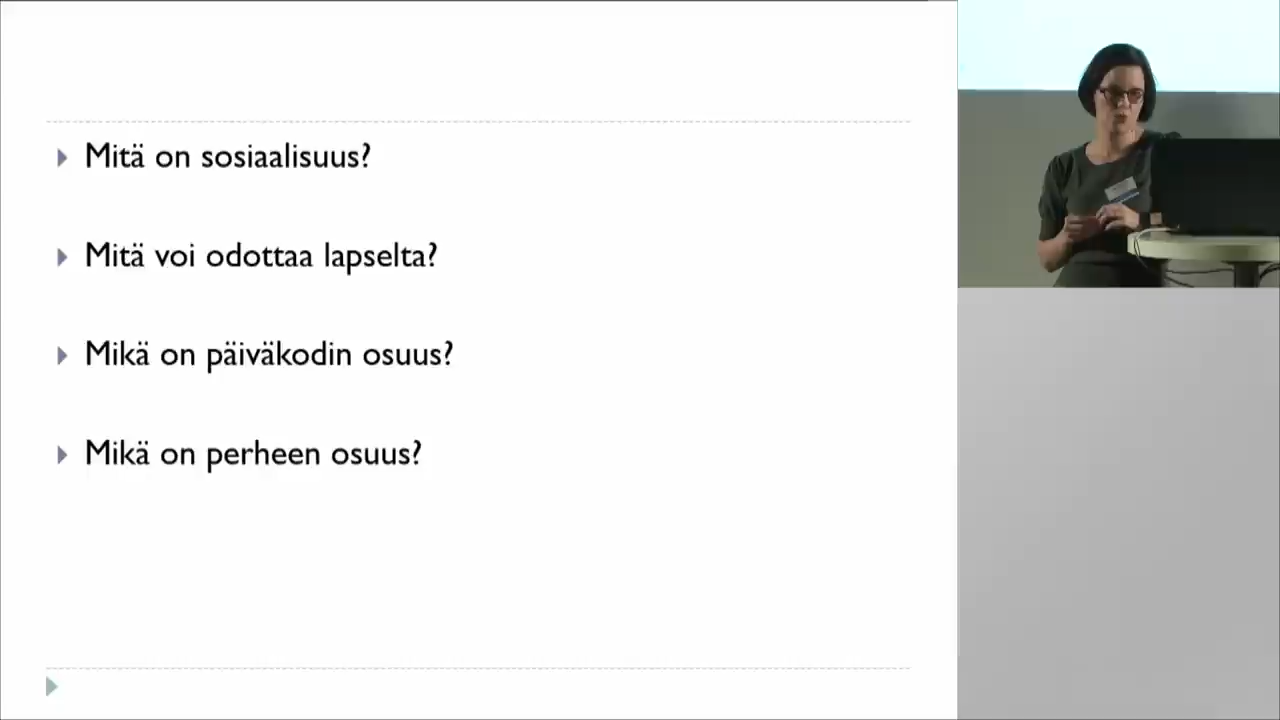 Mitä on sosiaalisuus?
Mitä voi odottaa lapselta?
Mikä on päiväkodin osuus?
Mikä on perheen osuus?